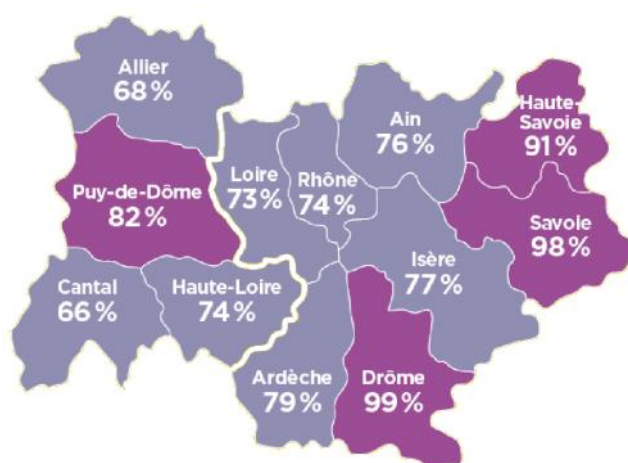 Allier
68 %
Ain
76 %
Haute-
Savoie
91 %
Puy-de-Dôme
82 %
Loire
73 %
Rhône
74 %
Savoie
98 %
Cantal
66 %
Haute-Loire
74 %
Isère
77 %
Ardèche
79 %
Drôme
99 %